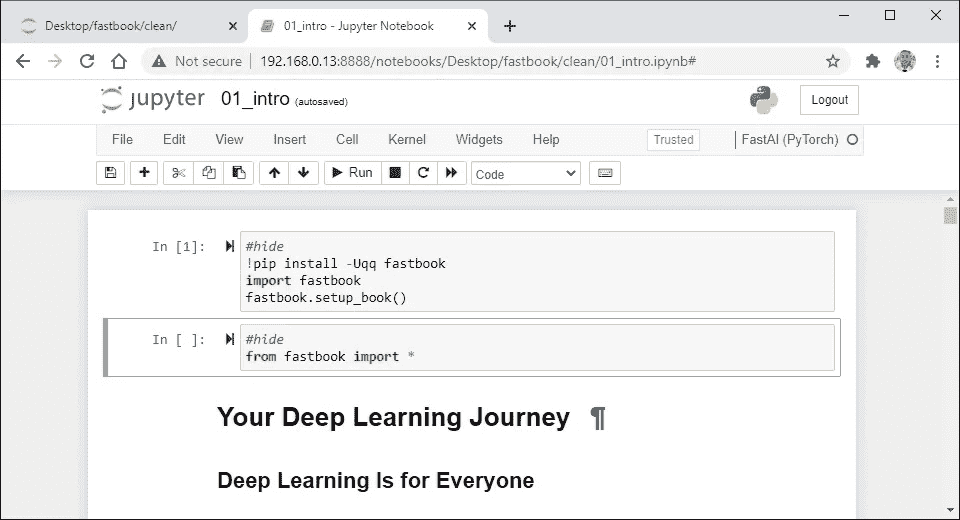 Desktop/fastbook/clean/
01_intro - Jupyter Notebook
Not secure 192.168.0.13:8888/notebooks/Desktop/fastbook/clean/01_intro.ipynb#
jupyter 01_intro (autosaved) Logout
File Edit View Insert Cell Kernel Widgets Help Trusted FastAI (PyTorch)
Run Code
In [1]: #hide
!pip install -Uqq fastbook
import fastbook
fastbook.setup_book()
In [ ]: #hide
from fastbook import *
Your Deep Learning Journey ¶
Deep Learning Is for Everyone